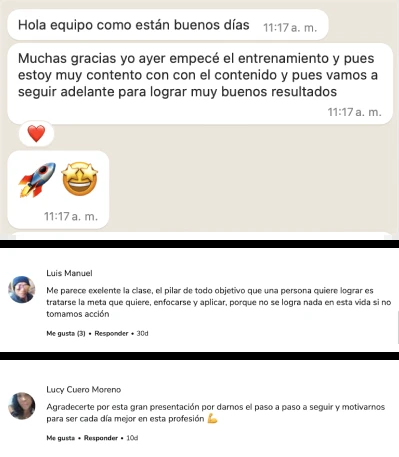 Hola equipo como están buenos días 11:17 a. m.
Muchas gracias yo ayer empecé el entrenamiento y pues
estoy muy contento con con el contenido y pues vamos a
seguir adelante para lograr muy buenos resultados
11:17 a. m.
11:17 a. m.
Luis Manuel
Me parece exelente la clase, el pilar de todo objetivo que una persona quiere lograr es
tratarse la meta que quiere, enfocarse y aplicar, porque no se logra nada en esta vida si no
tomamos acción
Me gusta (3) • Responder • 30d
Lucy Cuero Moreno
Agradecerte por esta gran presentación por darnos el paso a paso a seguir y motivarnos
para ser cada día mejor en esta profesión 💪
Me gusta • Responder • 10d